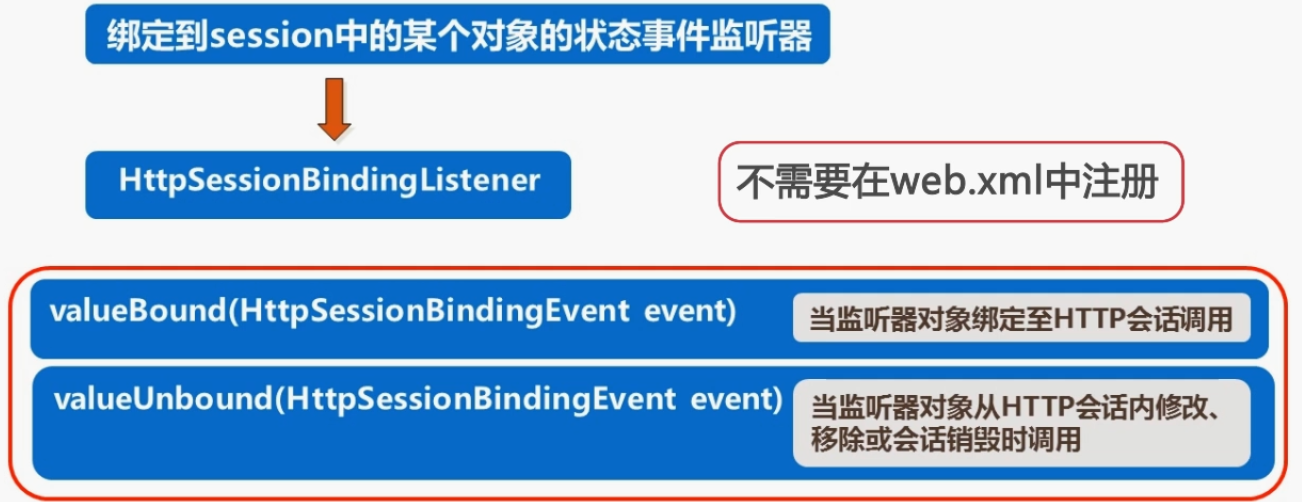 绑定到session中的某个对象的状态事件监听器
HttpSessionBindingListener
不需要在web.xml中注册
valueBound(HttpSessionBindingEvent event)
当监听器对象绑定至HTTP会话调用
valueUnbound(HttpSessionBindingEvent event)
当监听器对象从HTTP会话内修改、
移除或会话销毁时调用